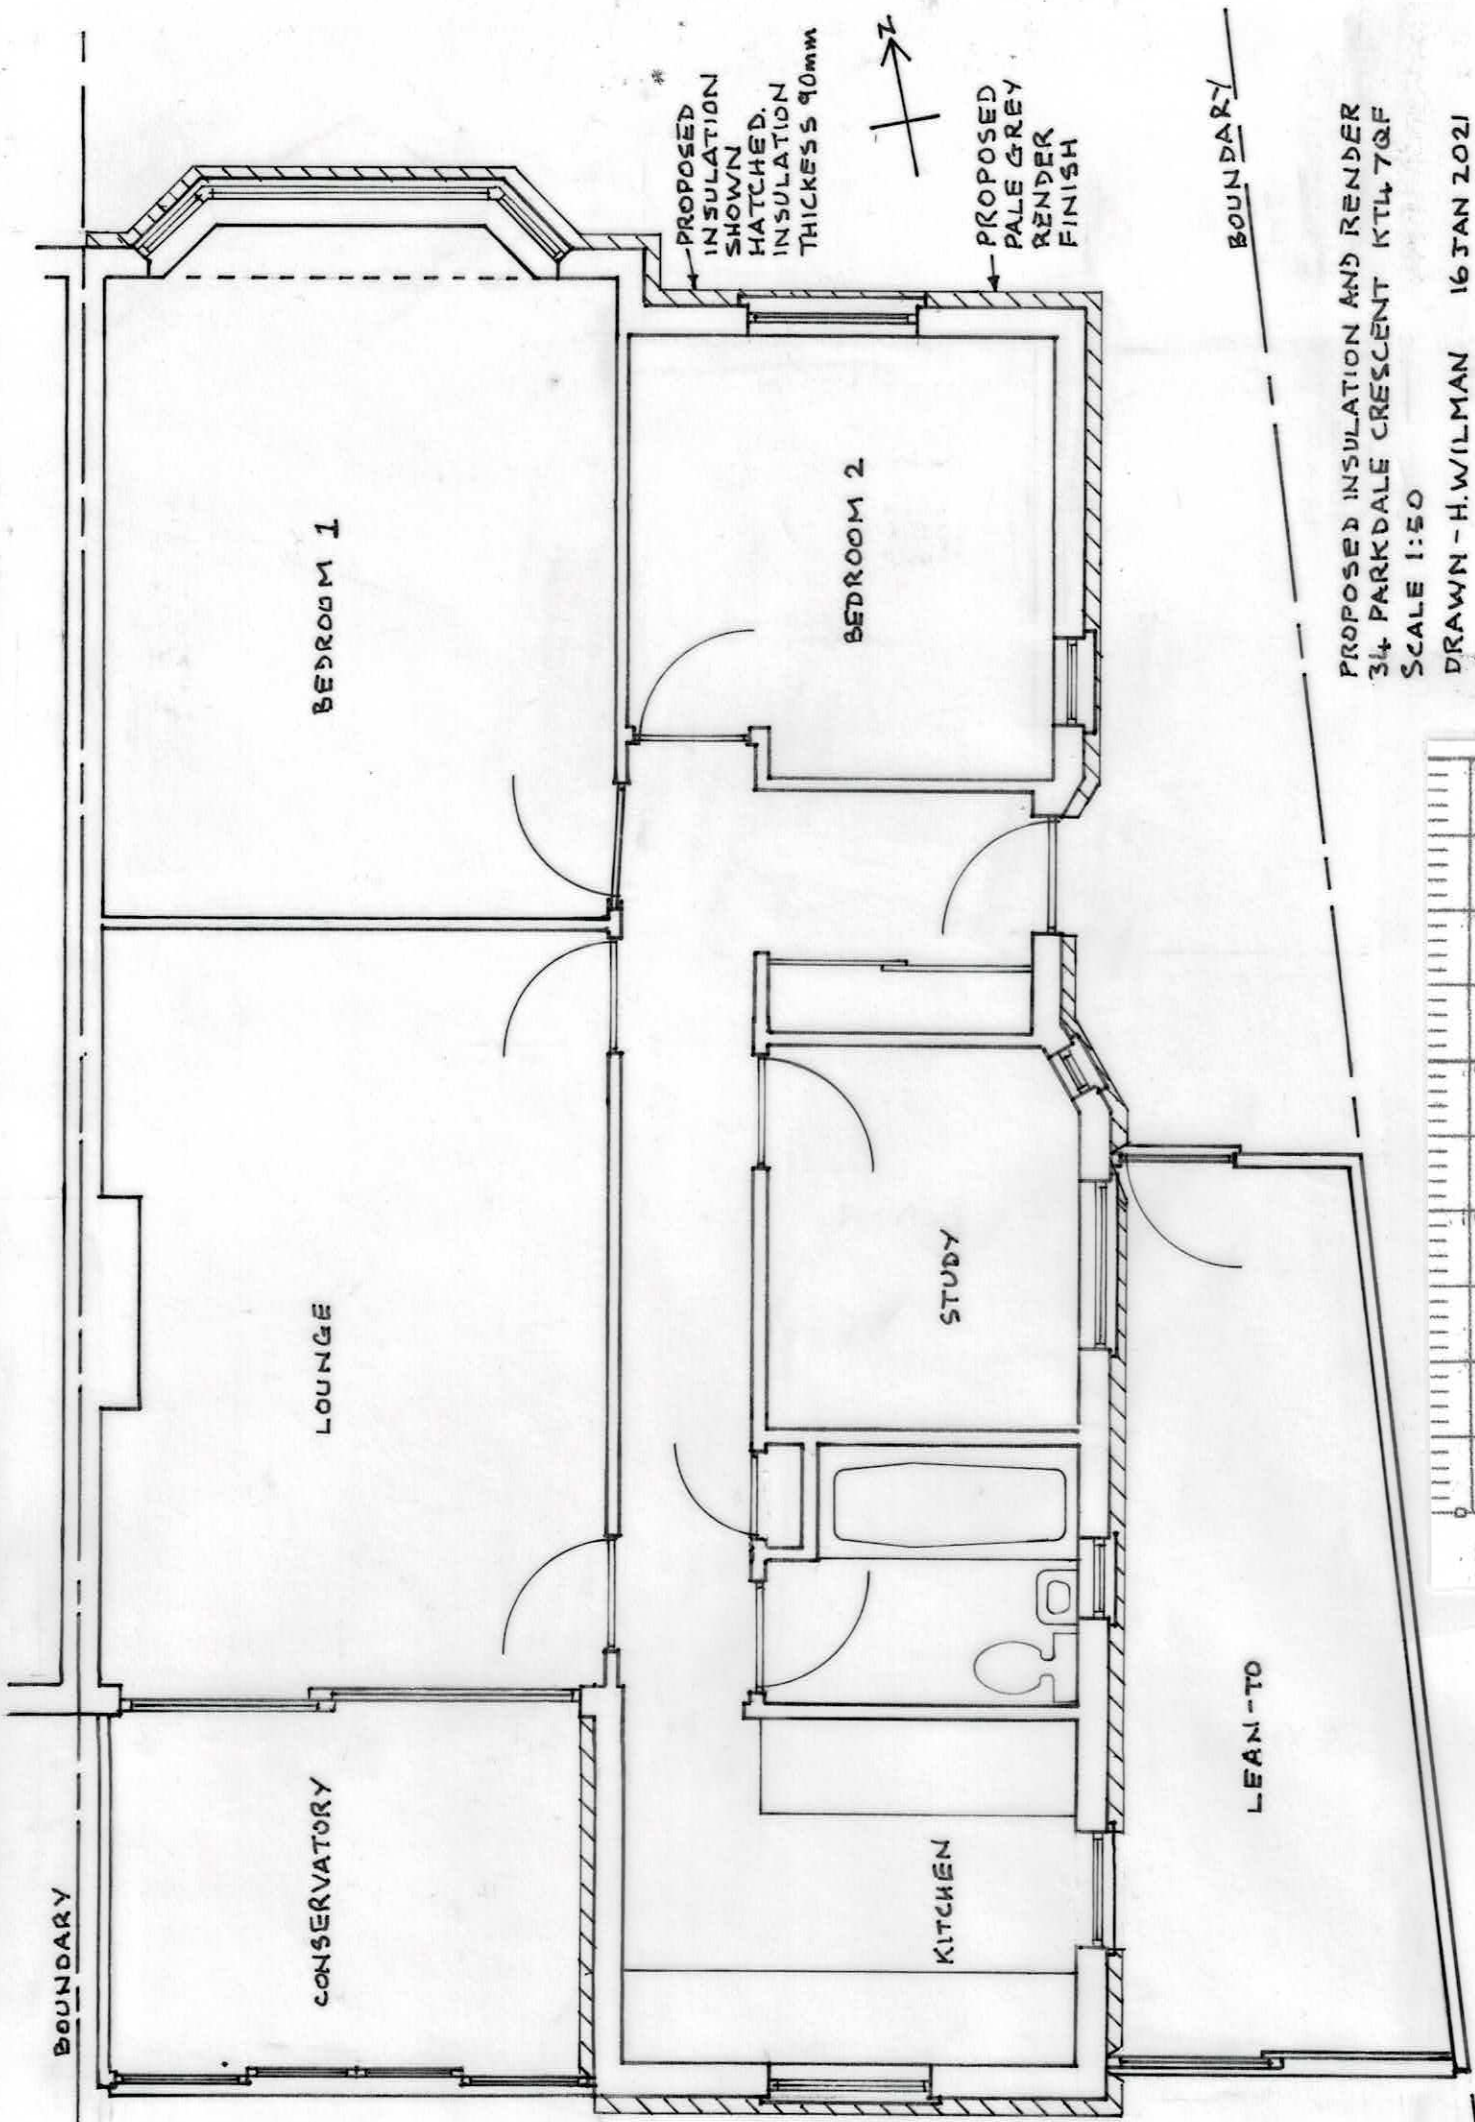 BOUNDARY
CONSERVATORY
LOUNGE
BEDROOM 1
KITCHEN
STUDY
BEDROOM 2
LEAN-TO
PROPOSED
INSULATION
SHOWN
HATCHED.
INSULATION
THICKESS 90mm
N
PROPOSED
PALE GREY
RENDER
FINISH
BOUNDARY
PROPOSED INSULATION AND RENDER
34 PARKDALE CRESCENT KT4 7QF
SCALE 1:50
DRAWN - H.WILMAN 16 JAN 2021
0